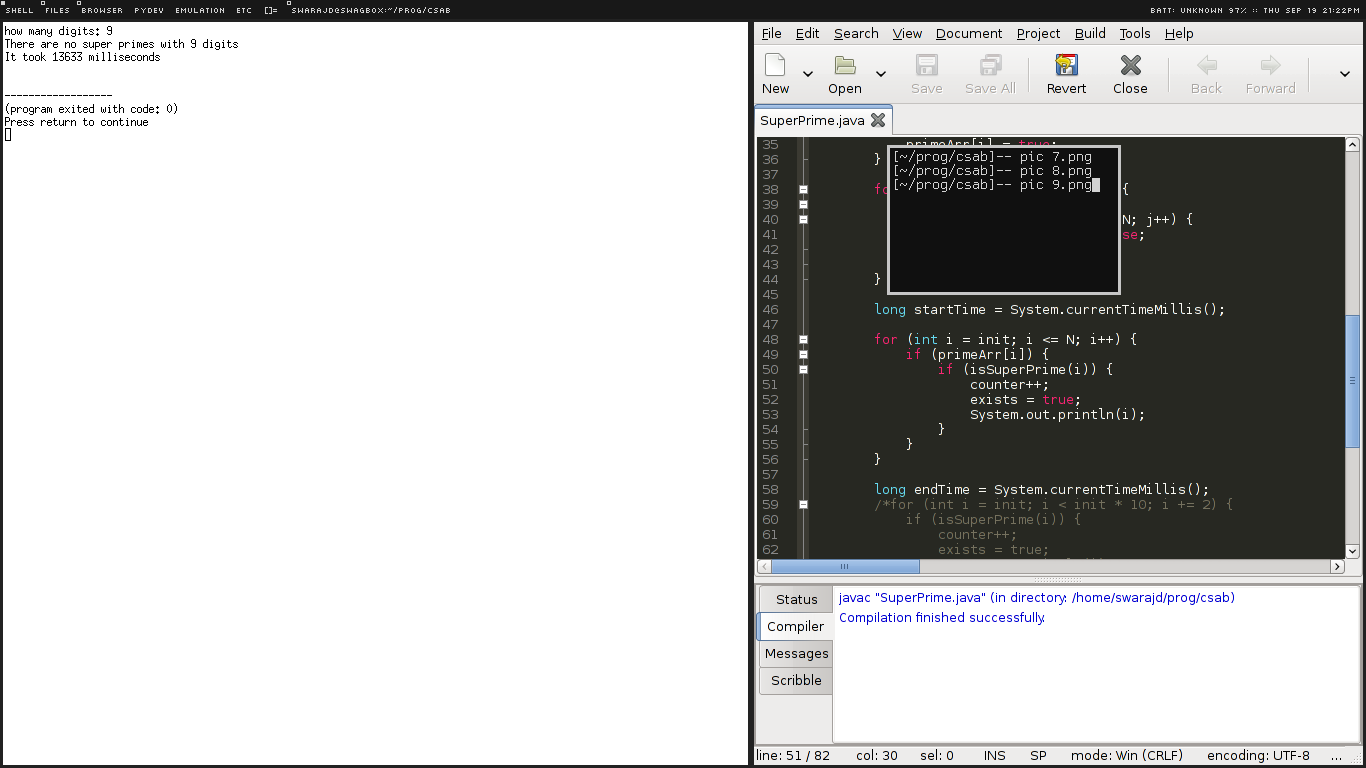 SHELL FILES BROWSER PYDEV EMULATION ETC []= SWARAJD@SWAGBOX:~/PROG/CSAB
BATT: UNKNOWN 97% :: THU SEP 19 21:22PM
how many digits: 9
There are no super primes with 9 digits
It took 13633 milliseconds
------------------
(program exited with code: 0)
Press return to continue
File Edit Search View Document Project Build Tools Help
New Open Save Save All Revert Close Back Forward
SuperPrime.java
35 primeArr[i] = true;
36 }
37
38 fo {
39
40 N; j++) {
41 se;
42
43
44 }
45
[~/prog/csab]-- pic 7.png
[~/prog/csab]-- pic 8.png
[~/prog/csab]-- pic 9.png
46 long startTime = System.currentTimeMillis();
47
48 for (int i = init; i <= N; i++) {
49 if (primeArr[i]) {
50 if (isSuperPrime(i)) {
51 counter++;
52 exists = true;
53 System.out.println(i);
54 }
55 }
56 }
57
58 long endTime = System.currentTimeMillis();
59 /*for (int i = init; i < init * 10; i += 2) {
60 if (isSuperPrime(i)) {
61 counter++;
62 exists = true;
Status
Compiler
Messages
Scribble
javac "SuperPrime.java" (in directory: /home/swarajd/prog/csab)
Compilation finished successfully.
line: 51 / 82 col: 30 sel: 0 INS SP mode: Win (CRLF) encoding: UTF-8 ...